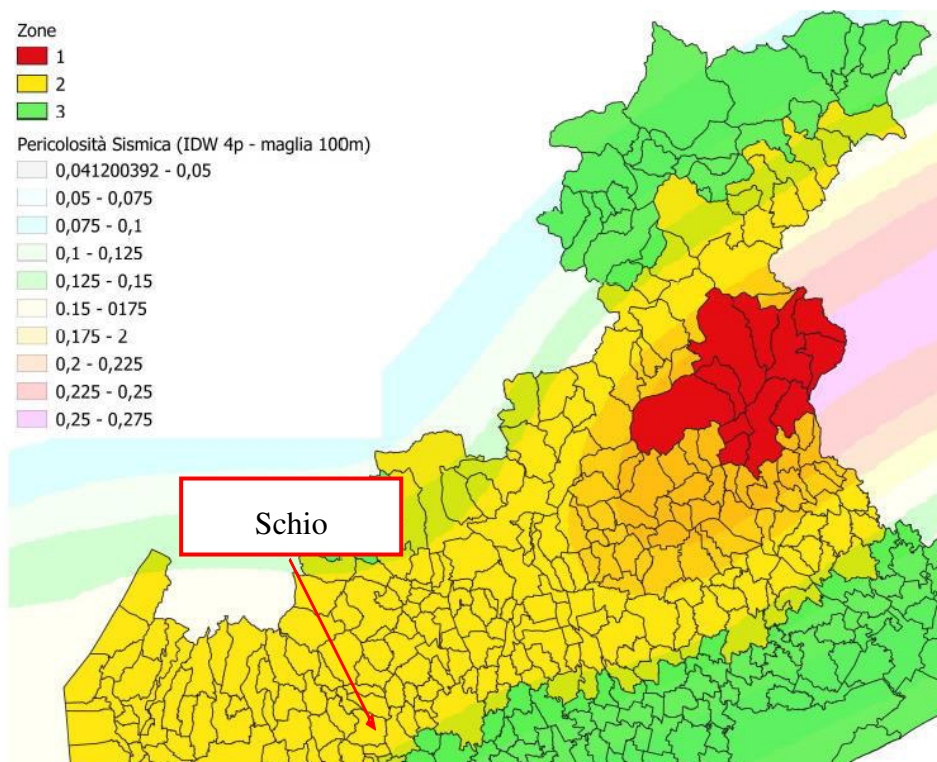 Zone
1
2
3
Pericolosità Sismica (IDW 4p - maglia 100m)
0,041200392 - 0,05
0,05 - 0,075
0,075 - 0,1
0,1 - 0,125
0,125 - 0,15
0.15 - 0175
0,175 - 2
0,2 - 0,225
0,225 - 0,25
0,25 - 0,275
Schio